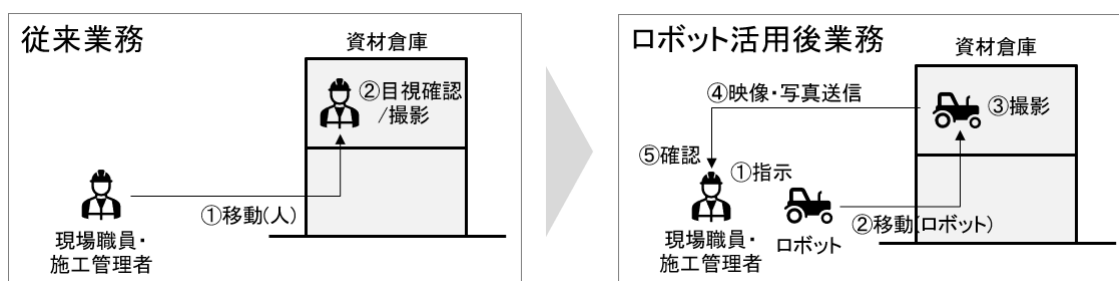 従来業務
資材倉庫
②目視確認
/撮影
①移動(人)
現場職員・
施工管理者
ロボット活用後業務
資材倉庫
④映像・写真送信
③撮影
⑤確認
①指示
②移動(ロボット)
現場職員・
施工管理者
ロボット